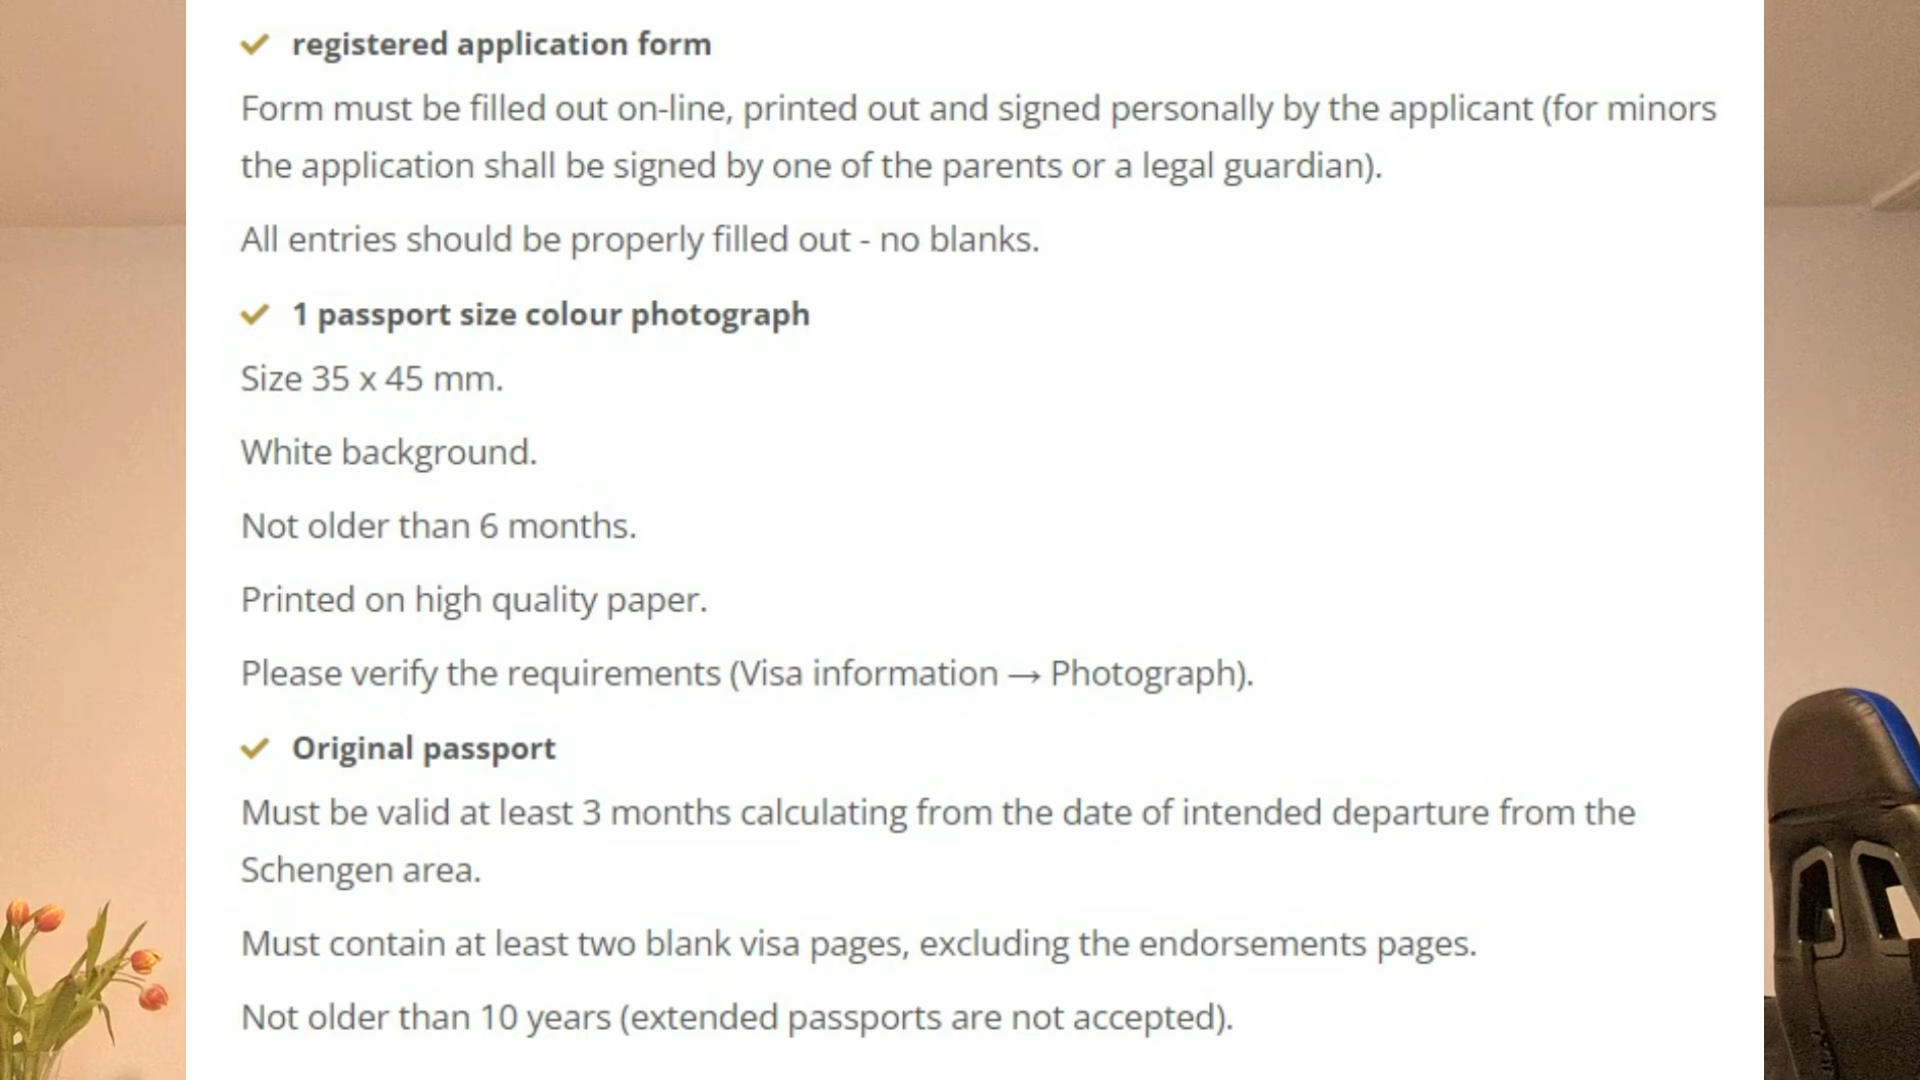 registered application form
Form must be filled out on-line, printed out and signed personally by the applicant (for minors
the application shall be signed by one of the parents or a legal guardian).
All entries should be properly filled out - no blanks.
1 passport size colour photograph
Size 35 x 45 mm.
White background.
Not older than 6 months.
Printed on high quality paper.
Please verify the requirements (Visa information → Photograph).
Original passport
Must be valid at least 3 months calculating from the date of intended departure from the
Schengen area.
Must contain at least two blank visa pages, excluding the endorsements pages.
Not older than 10 years (extended passports are not accepted).